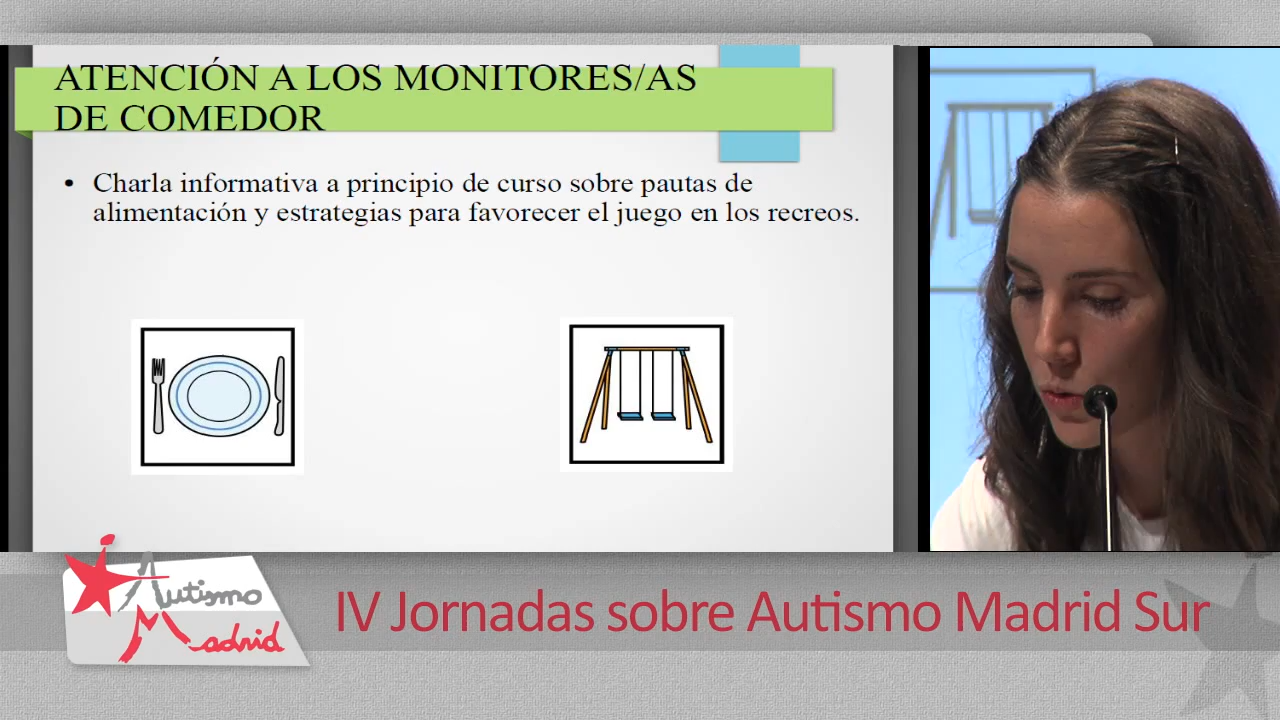 ATENCIÓN A LOS MONITORES/AS
DE COMEDOR
• Charla informativa a principio de curso sobre pautas de
alimentación y estrategias para favorecer el juego en los recreos.
Autismo
Madrid
IV Jornadas sobre Autismo Madrid Sur